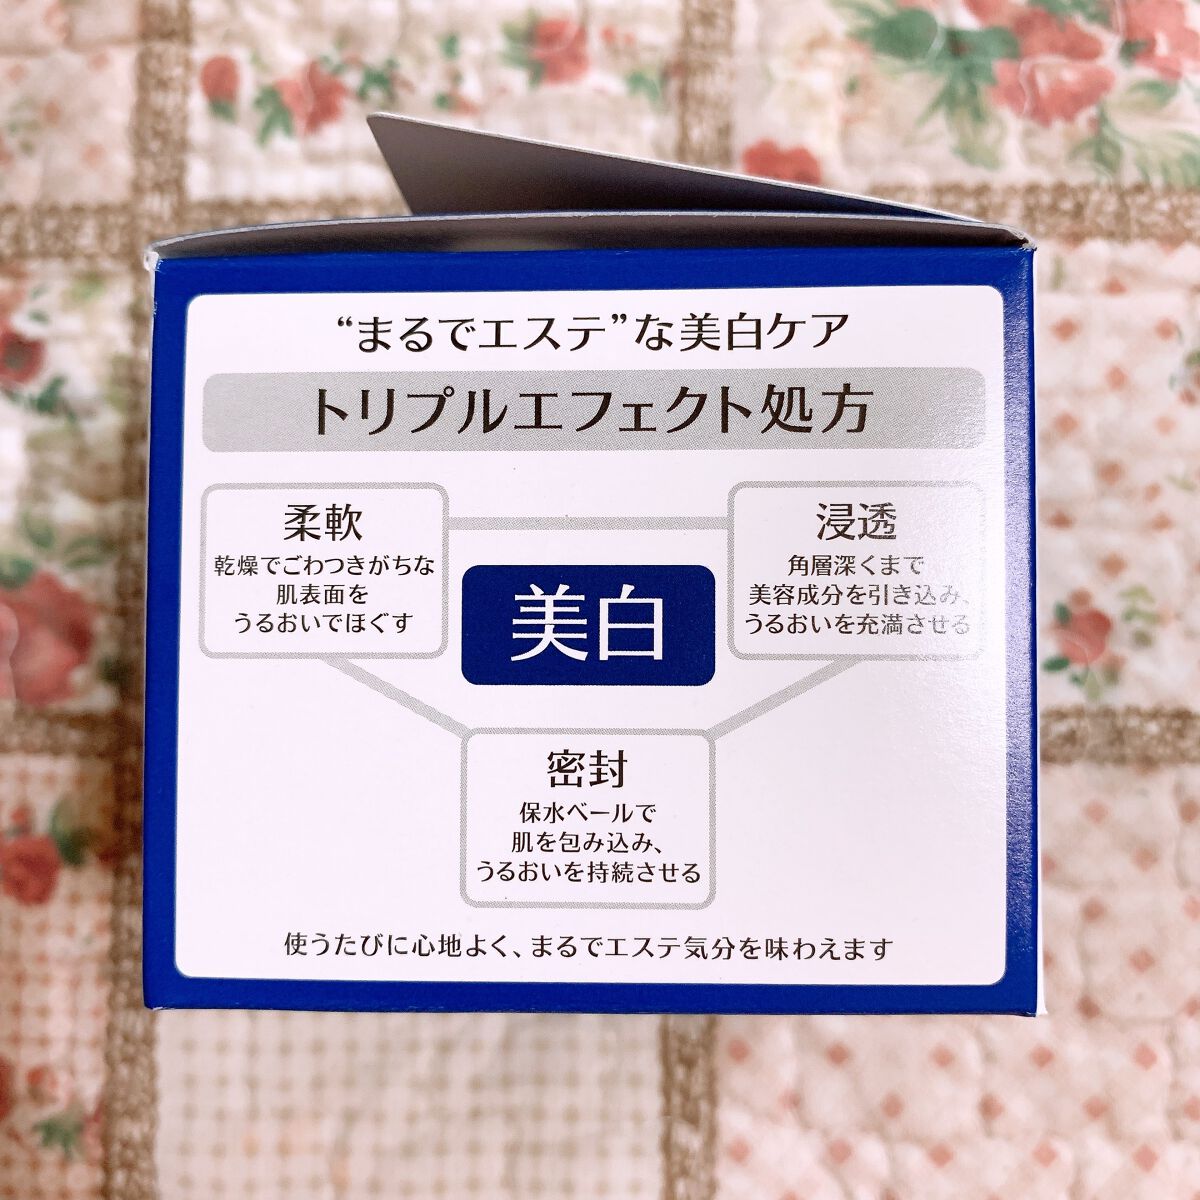 “まるでエステ”な美白ケア
トリプルエフェクト処方
柔軟
乾燥でごわつきがちな
肌表面を
うるおいでほぐす
浸透
角層深くまで
美容成分を引き込み、
うるおいを充満させる
美白
密封
保水ベールで
肌を包み込み、
うるおいを持続させる
使うたびに心地よく、まるでエステ気分を味わえます